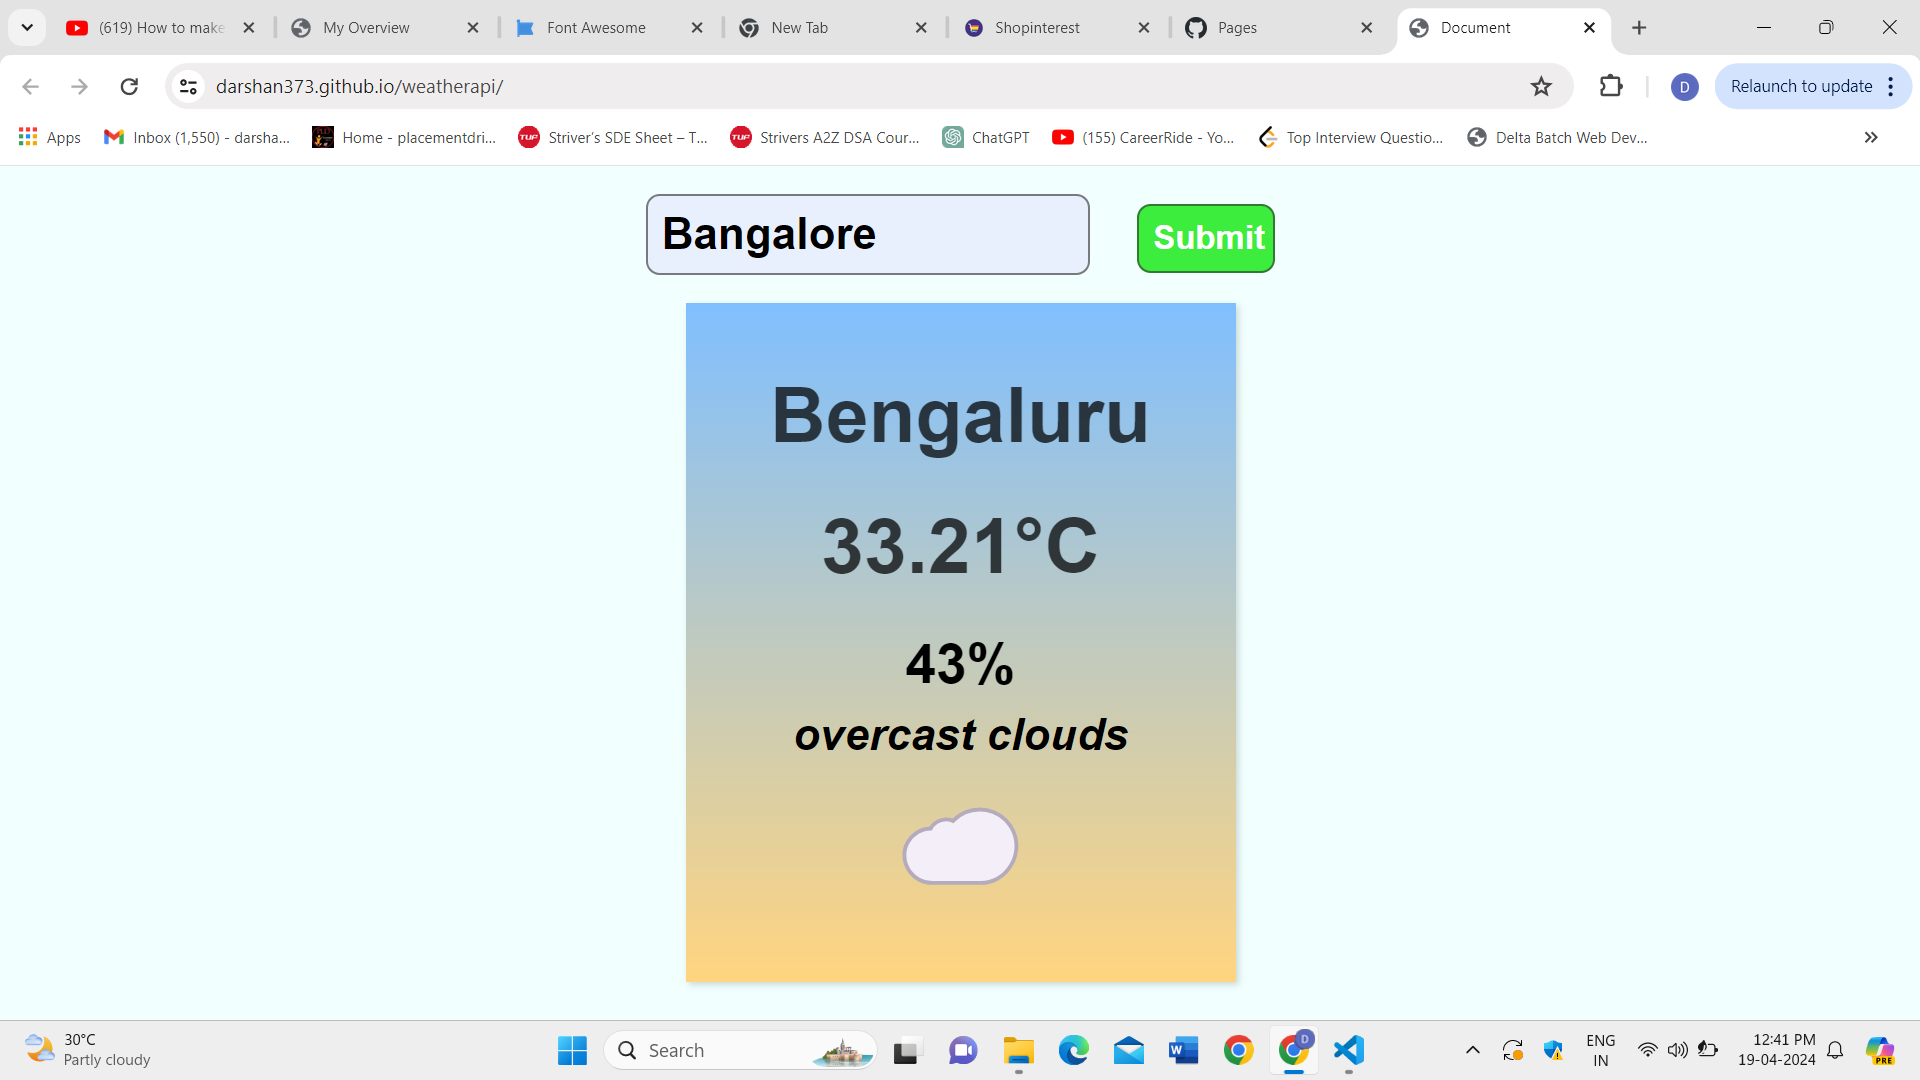 (619) How to make
My Overview
Font Awesome
New Tab
Shopinterest
Pages
Document
darshan373.github.io/weatherapi/
D
Relaunch to update
Apps
Inbox (1,550) - darsha...
Home - placementdri...
TUF
Striver's SDE Sheet – T...
TUF
Strivers A2Z DSA Cour...
ChatGPT
(155) CareerRide - Yo...
Top Interview Questio...
Delta Batch Web Dev...
Bangalore
Submit
Bengaluru
33.21°C
43%
overcast clouds
30°C
Partly cloudy
Search
W
D
ENG
IN
12:41 PM
19-04-2024
PRE